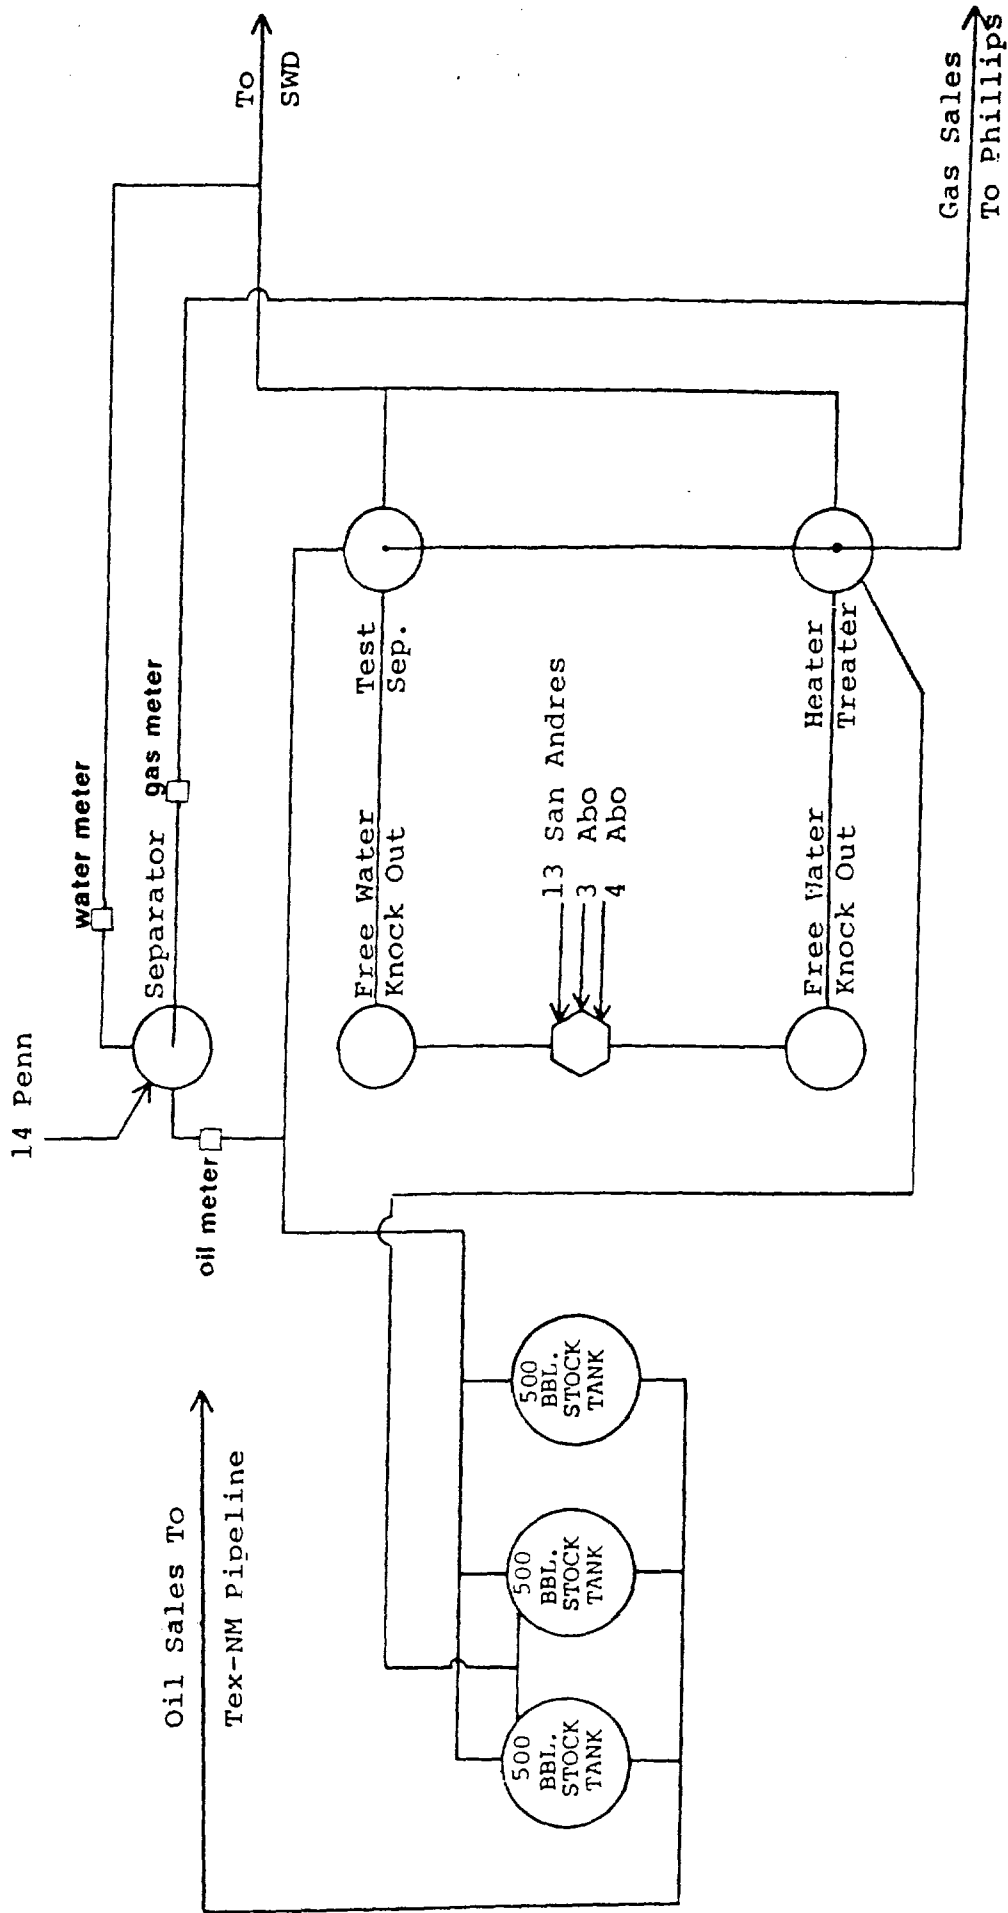 14 Penn
water meter
Separator
gas meter
oil meter
To
SWD
Free Water
Knock Out
Test
Sep.
13 San Andres
3 Abo
4 Abo
Free Water
Knock Out
Heater
Treater
Gas Sales
To Phillips
Oil Sales To
Tex-NM Pipeline
500
BBL.
STOCK
TANK
500
BBL.
STOCK
TANK
500
BBL.
STOCK
TANK